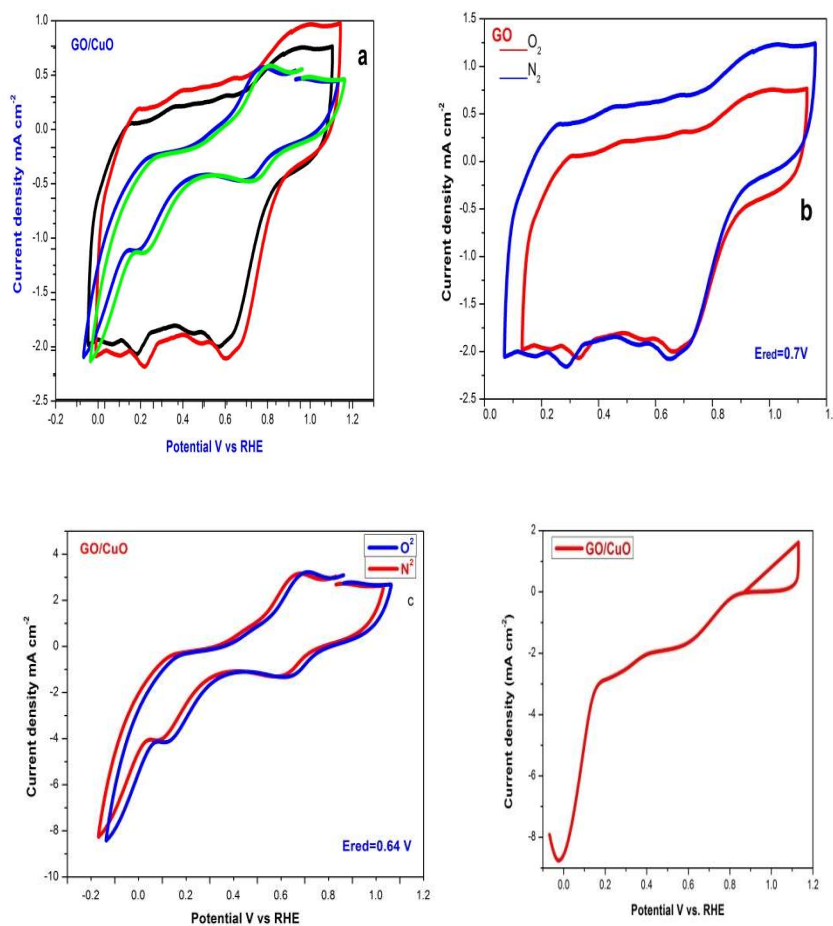 GO/CuO
a
1.0
0.5
0.0
-0.5
-1.0
-1.5
-2.0
-2.5
Current density mA cm⁻²
-0.2 0.0 0.2 0.4 0.6 0.8 1.0 1.2
Potential V vs RHE
GO
O₂
N₂
b
1.5
1.0
0.5
0.0
-0.5
-1.0
-1.5
-2.0
-2.5
Current density mA cm⁻²
Ered=0.7V
0.0 0.2 0.4 0.6 0.8 1.0 1.
GO/CuO
O²
N²
C
4
2
0
-2
-4
-6
-8
-10
Current density mA cm⁻²
Ered=0.64 V
-0.2 0.0 0.2 0.4 0.6 0.8 1.0 1.2
Potential V vs RHE
GO/CuO
2
0
-2
-4
-6
-8
Current density (mA cm⁻²)
0.0 0.2 0.4 0.6 0.8 1.0 1.2
Potential V vs. RHE